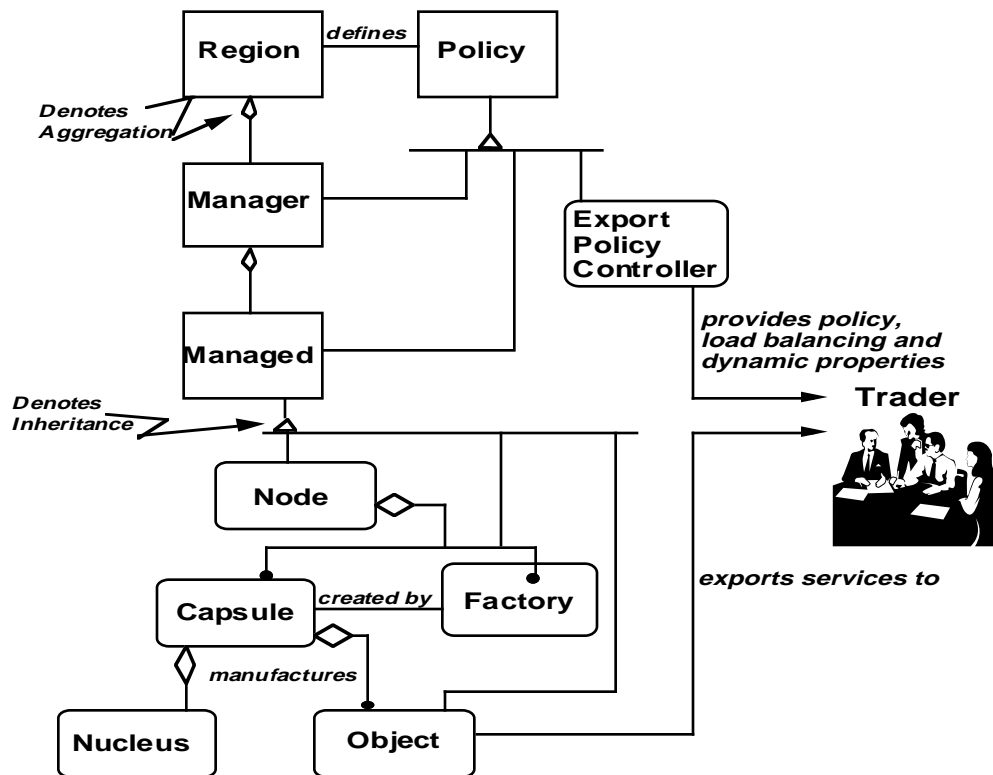 Region
defines
Policy
Denotes
Aggregation
Manager
Export
Policy
Controller
provides policy,
load balancing and
dynamic properties
Managed
Trader
Denotes
Inheritance
Node
exports services to
Capsule
created by
Factory
manufactures
Nucleus
Object